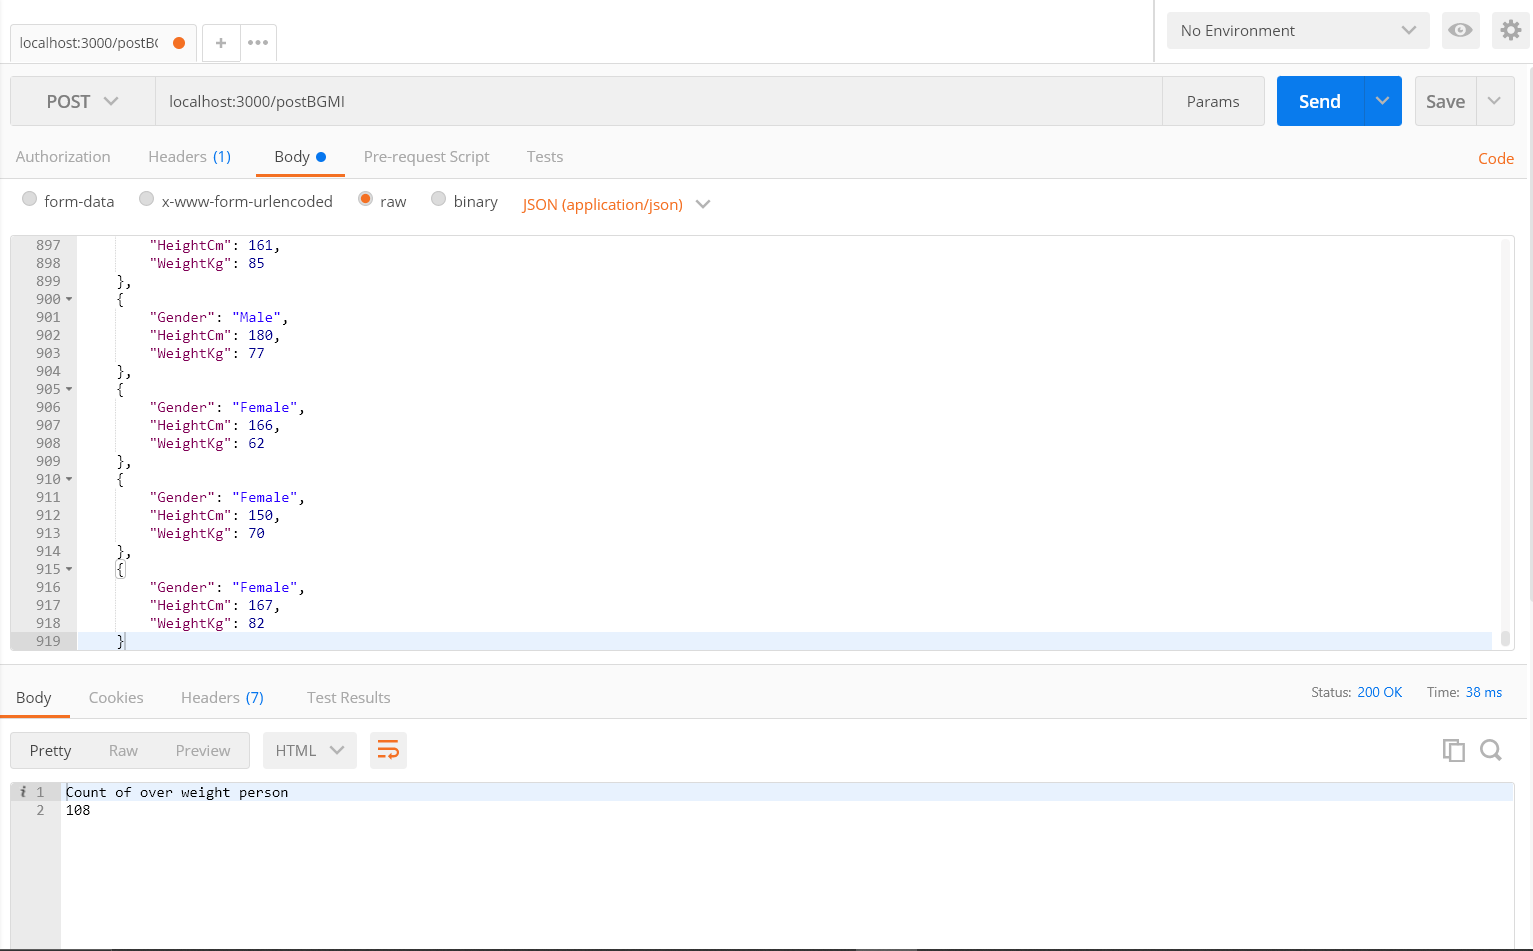 No Environment
localhost:3000/postBC
POST localhost:3000/postBGMI Params Send Save
Authorization Headers (1) Body Pre-request Script Tests Code
form-data x-www-form-urlencoded raw binary JSON (application/json)
897 "HeightCm": 161,
898 "WeightKg": 85
899 },
900 {
901 "Gender": "Male",
902 "HeightCm": 180,
903 "WeightKg": 77
904 },
905 {
906 "Gender": "Female",
907 "HeightCm": 166,
908 "WeightKg": 62
909 },
910 {
911 "Gender": "Female",
912 "HeightCm": 150,
913 "WeightKg": 70
914 },
915 {
916 "Gender": "Female",
917 "HeightCm": 167,
918 "WeightKg": 82
919 }
Body Cookies Headers (7) Test Results Status: 200 OK Time: 38 ms
Pretty Raw Preview HTML
i 1 Count of over weight person
2 108